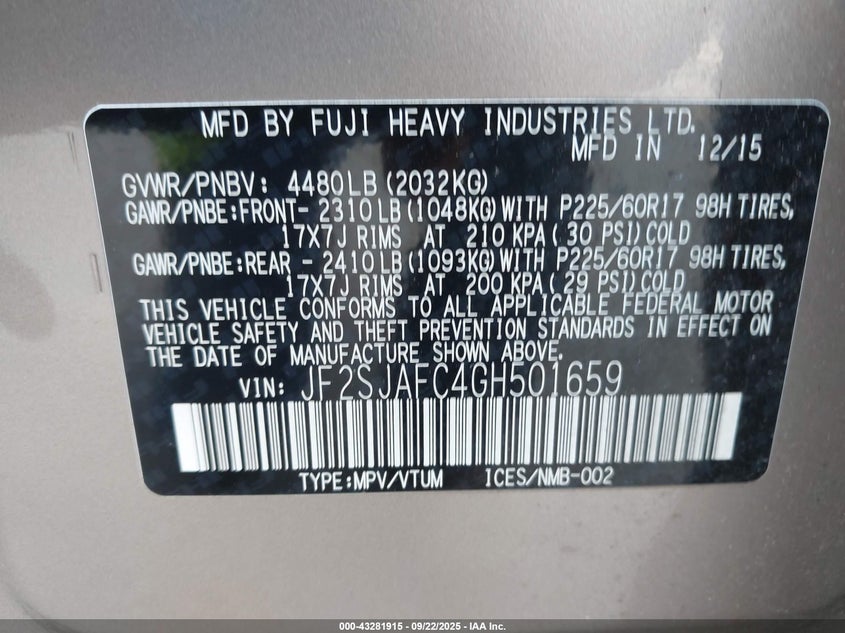 MFD BY FUJI HEAVY INDUSTRIES LTD.
MFD IN 12/15
GVWR/PNBV: 4480LB(2032KG)
GAWR/PNBE:FRONT- 2310LB(1048KG)WITH P225/60R17 98H TIRES,
17X7J RIMS AT 210 KPA(30 PSI)COLD
GAWR/PNBE:REAR - 2410LB(1093KG)WITH P225/60R17 98H TIRES,
17X7J RIMS AT 200 KPA(29 PSI)COLD
THIS VEHICLE CONFORMS TO ALL APPLICABLE FEDERAL MOTOR
VEHICLE SAFETY AND THEFT PREVENTION STANDARDS IN EFFECT ON
THE DATE OF MANUFACTURE SHOWN ABOVE.
VIN: JF2SJAFC4GH501659
TYPE:MPV/VTUM ICES/NMB-002
000-43281915 - 09/22/2025 - IAA Inc.